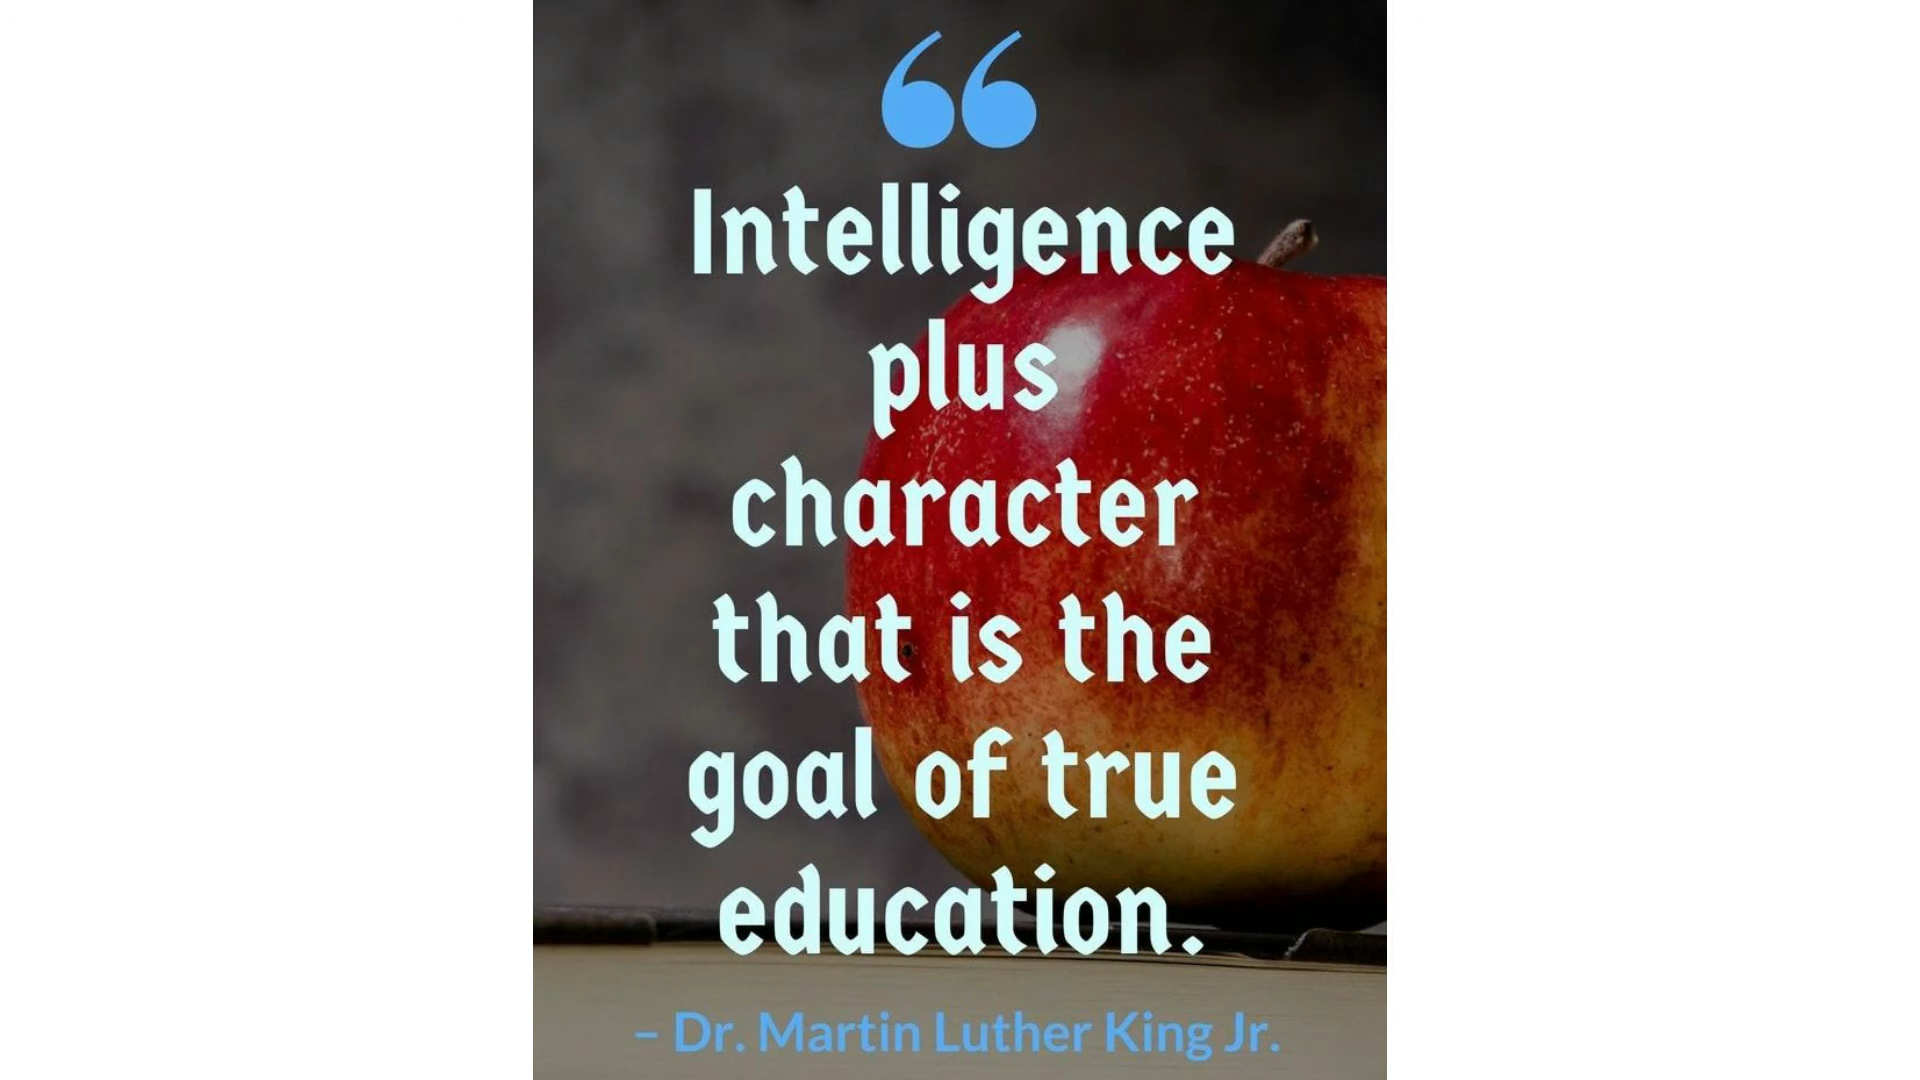 “
Intelligence
plus
character
that is the
goal of true
education.
– Dr. Martin Luther King Jr.